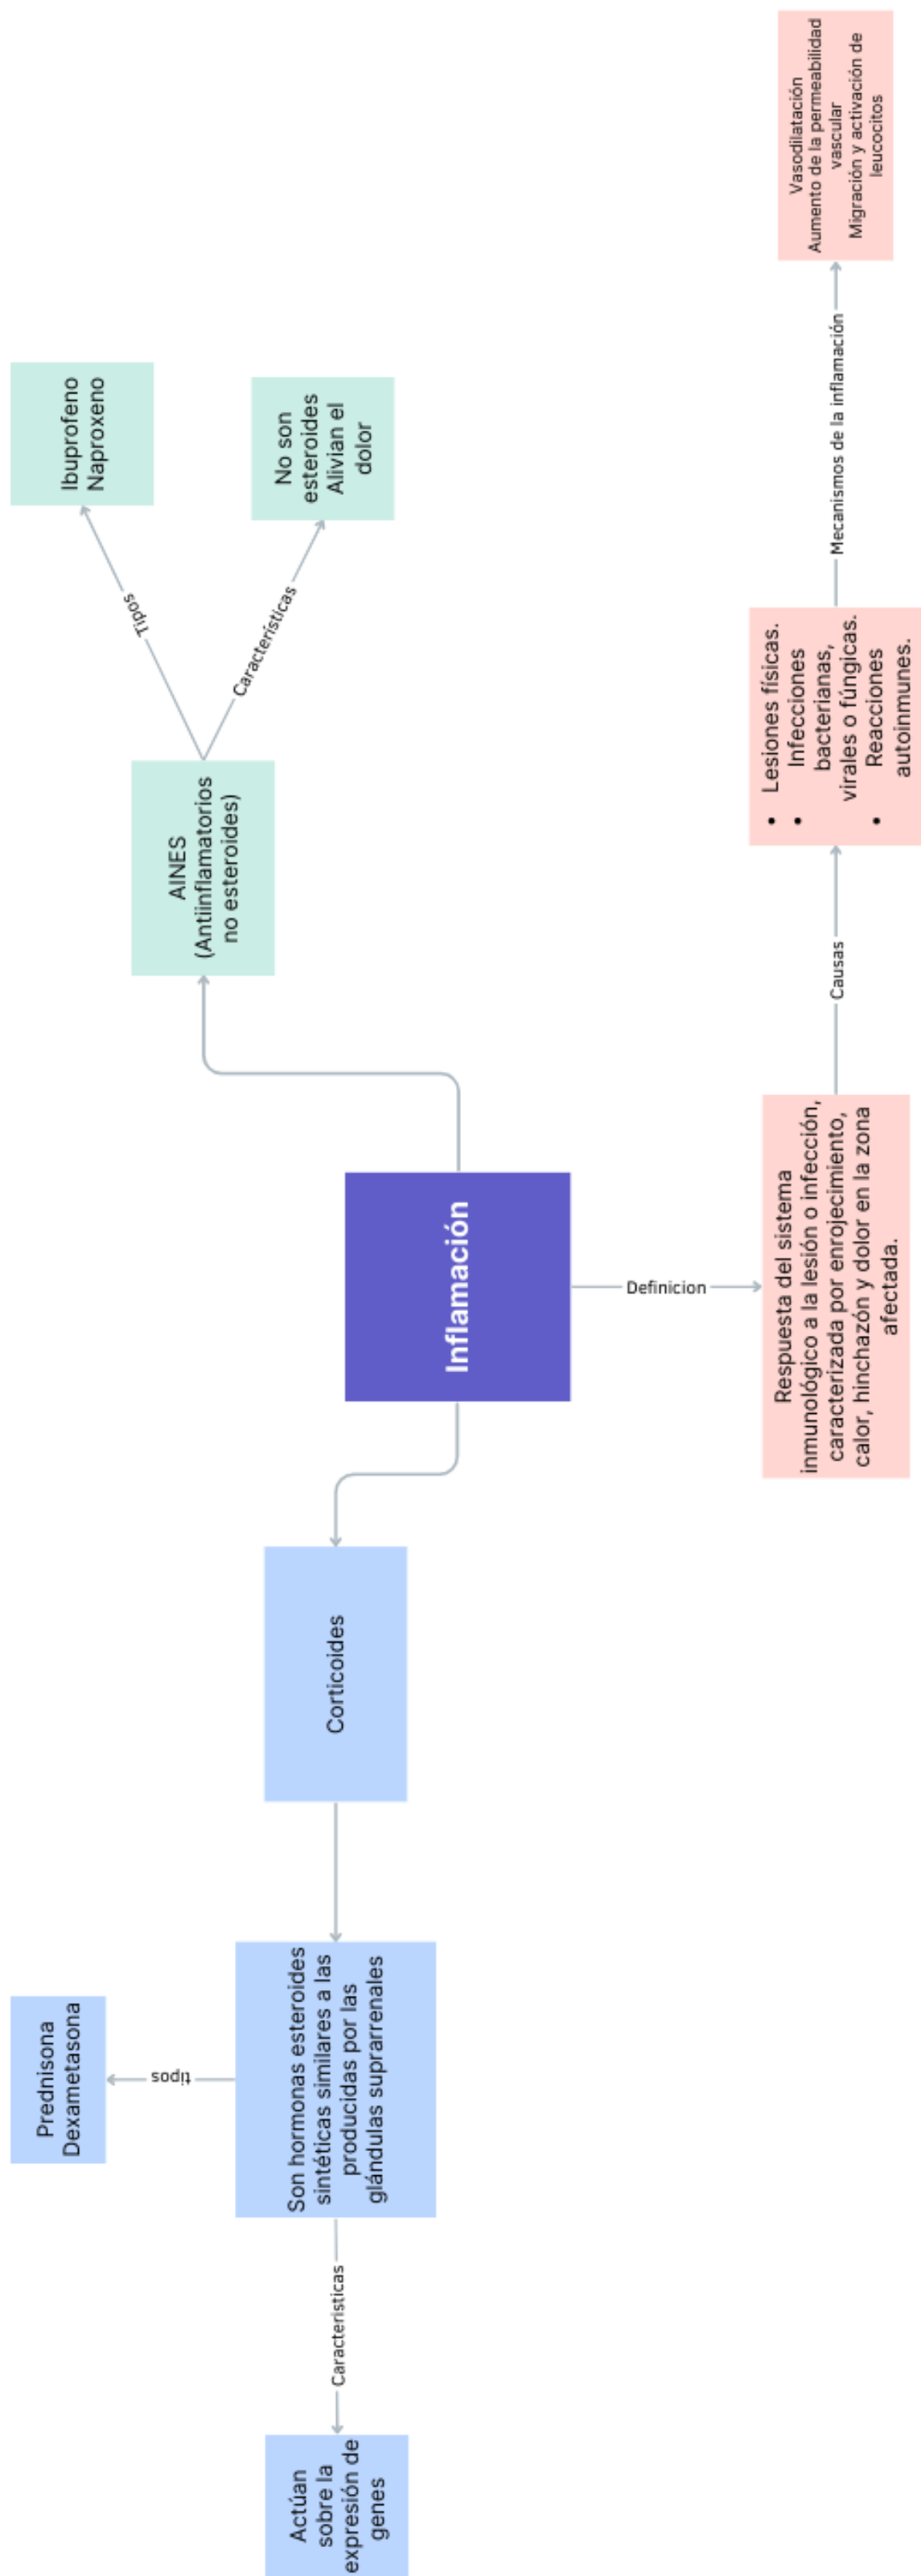 Prednisona
Dexametasona
tipos
Actúan
sobre la
expresión de
genes
Caracteristicas
Son hormonas esteroides
sintéticas similares a las
producidas por las
glándulas suprarrenales
Corticoides
Inflamación
AINES
(Antiinflamatorios
no esteroides)
Tipos
Ibuprofeno
Naproxeno
Características
No son
esteroides
Alivian el
dolor
Definicion
Respuesta del sistema
inmunológico a la lesión o infección,
caracterizada por enrojecimiento,
calor, hinchazón y dolor en la zona
afectada.
Causas
• Lesiones físicas.
• Infecciones
bacterianas,
virales o fúngicas.
• Reacciones
autoinmunes.
Mecanismos de la inflamación
Vasodilatación
Aumento de la permeabilidad
vascular
Migración y activación de
leucocitos